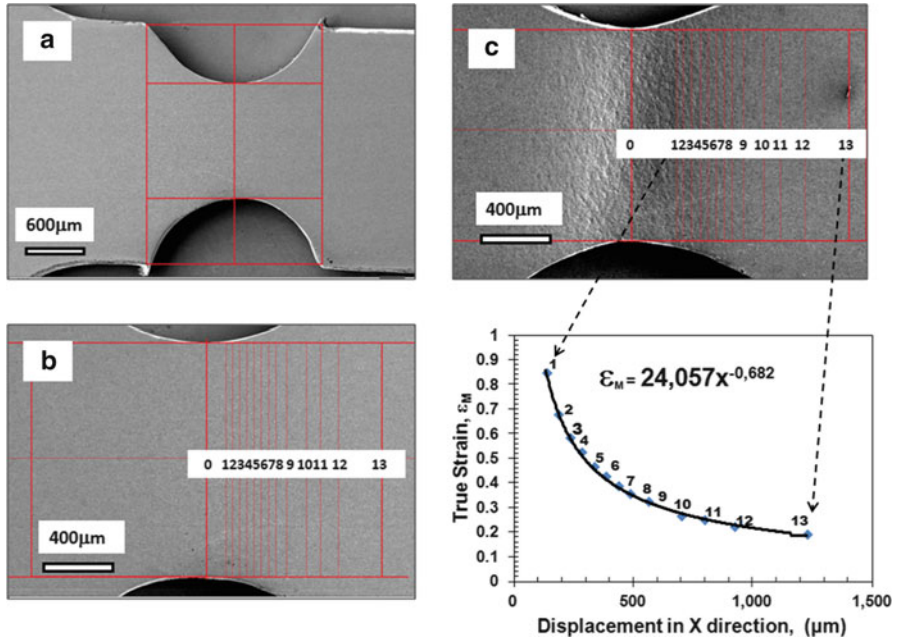 a
600µm
b
0 12345678 9 10 11 12 13
400µm
c
0 12345678 9 10 11 12 13
400µm
εM = 24,057x-0,682
True Strain, εM
1
0.9
0.8
0.7
0.6
0.5
0.4
0.3
0.2
0.1
0
1
2
3
4
5
6
7
8
9
10
11
12
13
0 500 1,000 1,500
Displacement in X direction, (µm)